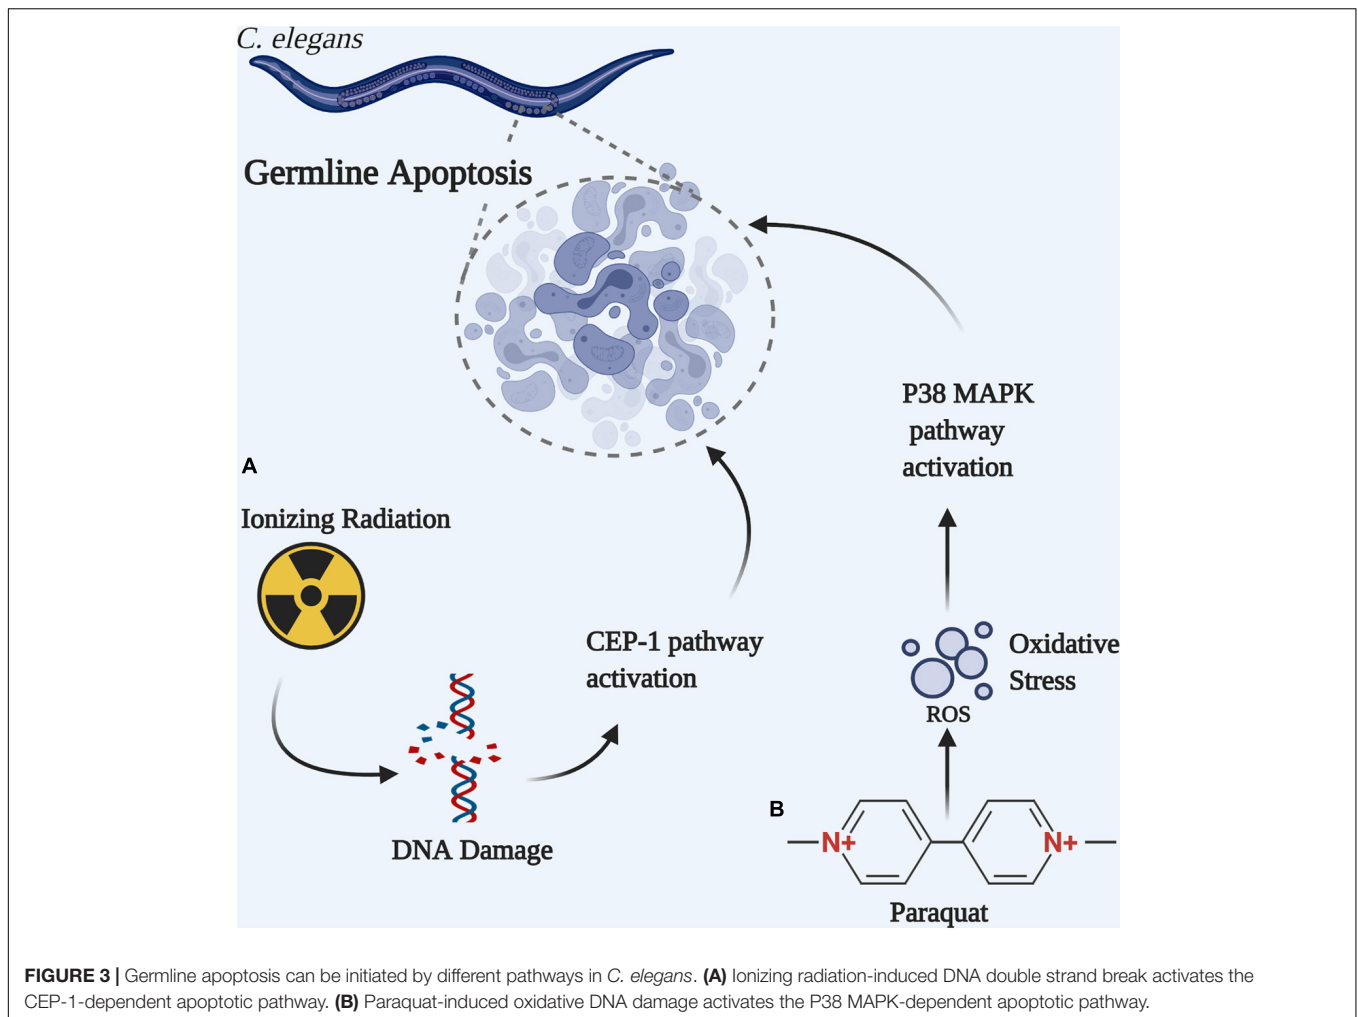 C. elegans
Germline Apoptosis
P38 MAPK
pathway
activation
A
Ionizing Radiation
CEP-1 pathway
activation
Oxidative
Stress
ROS
DNA Damage
B
N+
N+
Paraquat
FIGURE 3 | Germline apoptosis can be initiated by different pathways in C. elegans. (A) Ionizing radiation-induced DNA double strand break activates the
CEP-1-dependent apoptotic pathway. (B) Paraquat-induced oxidative DNA damage activates the P38 MAPK-dependent apoptotic pathway.